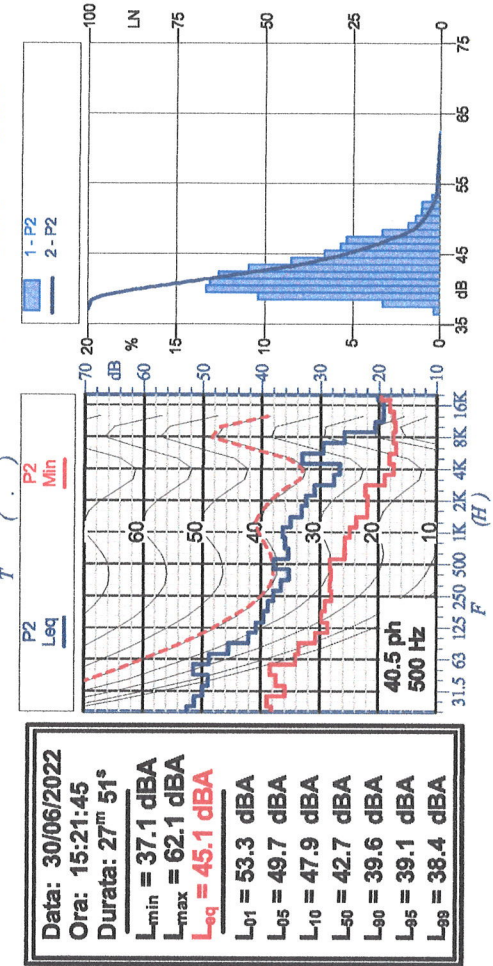 Data: 30/06/2022
Ora: 15:21:45
Durata: 27m 51s
Lmin = 37.1 dBA
Lmax = 62.1 dBA
Leq = 45.1 dBA
L01 = 53.3 dBA
L05 = 49.7 dBA
L10 = 47.9 dBA
L50 = 42.7 dBA
L90 = 39.6 dBA
L95 = 39.1 dBA
L99 = 38.4 dBA
T ( . )
P2 P2
Leq Min
70
dB
60
50
40
30
20
10
60
50
40
30
20
10
40.5 ph
500 Hz
31.5 63 125 250 500 1K 2K 4K 8K 16K
F (H )
1 - P2
2 - P2
20
%
15
10
5
0
100
LN
75
50
25
0
35 dB 45 55 65 75